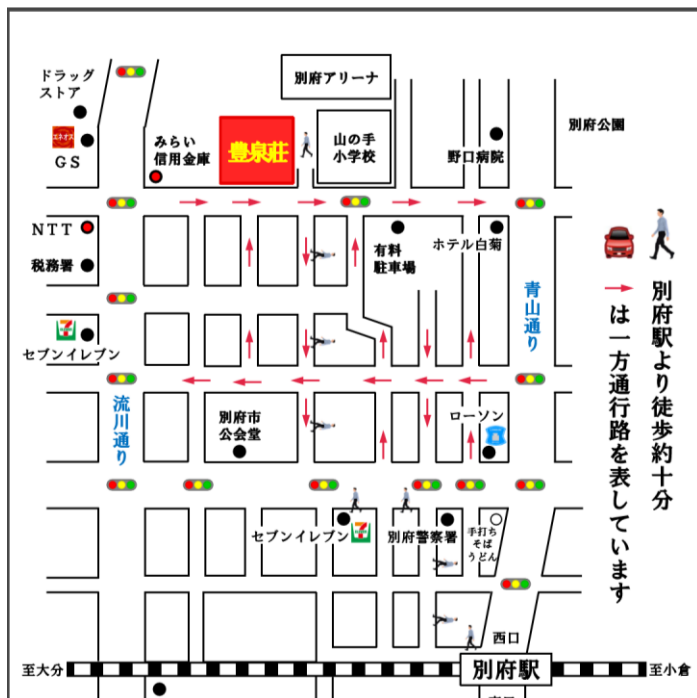 ドラッグ
ストア
エネオス
GS
みらい
信用金庫
豊泉荘
別府アリーナ
山の手
小学校
野口病院
別府公園
NTT
税務署
有料
駐車場
ホテル白菊
セブンイレブン
青山通り
流川通り
別府市
公会堂
ローソン
セブンイレブン
別府警察署
手打ち
そば
うどん
西口
至大分
別府駅
至小倉
別府駅より徒歩約十分
→は一方通行路を表しています